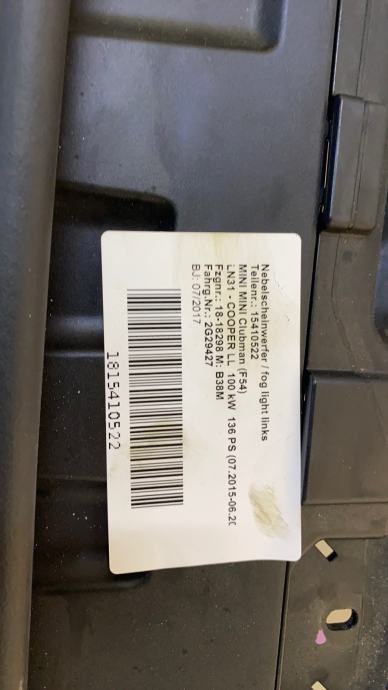 Nebelscheinwerfer / fog light links
Teilenr.: 15410522
MINI MINI Clubman (F54)
LN31 - COOPER LL 100 kW 136 PS (07.2015-06.20
Fzgnr.: 18-18298 M: B38M
Fahrg.Nr.: 2G29427
BJ: 07/2017
1815410522